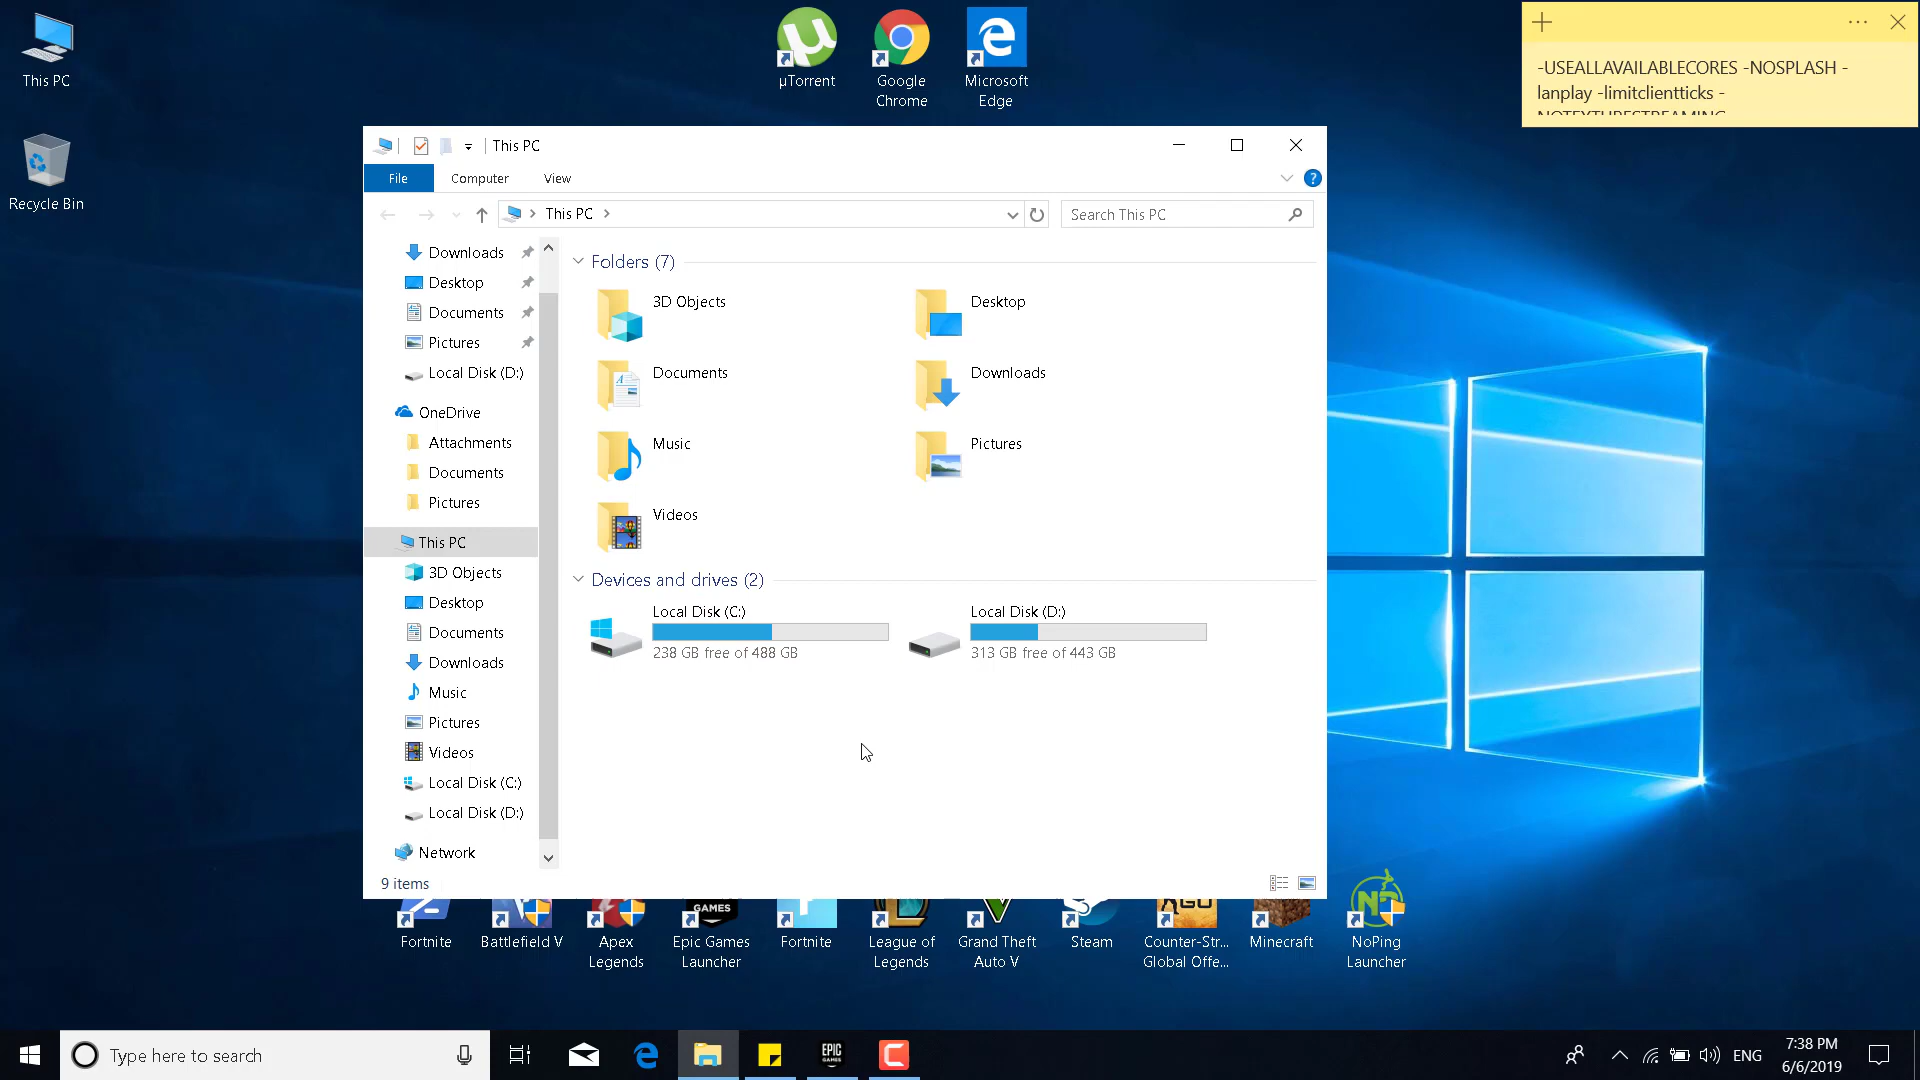 This PC
Recycle Bin
µTorrent
Google
Chrome
Microsoft
Edge
-USEALLAVAILABLECORES -NOSPLASH -
lanplay -limitclientticks -
NOTEXTURESTREAMING
This PC
File Computer View
This PC
Search This PC
Downloads
Desktop
Documents
Pictures
Local Disk (D:)
OneDrive
Attachments
Documents
Pictures
This PC
3D Objects
Desktop
Documents
Downloads
Music
Pictures
Videos
Local Disk (C:)
Local Disk (D:)
Network
Folders (7)
3D Objects
Desktop
Documents
Downloads
Music
Pictures
Videos
Devices and drives (2)
Local Disk (C:)
238 GB free of 488 GB
Local Disk (D:)
313 GB free of 443 GB
9 items
Fortnite
Battlefield V
Apex
Legends
GAMES
Epic Games
Launcher
Fortnite
League of
Legends
Grand Theft
Auto V
Steam
Counter-Str...
Global Offe...
Minecraft
NoPing
Launcher
Type here to search
EPIC
GAMES
ENG
7:38 PM
6/6/2019